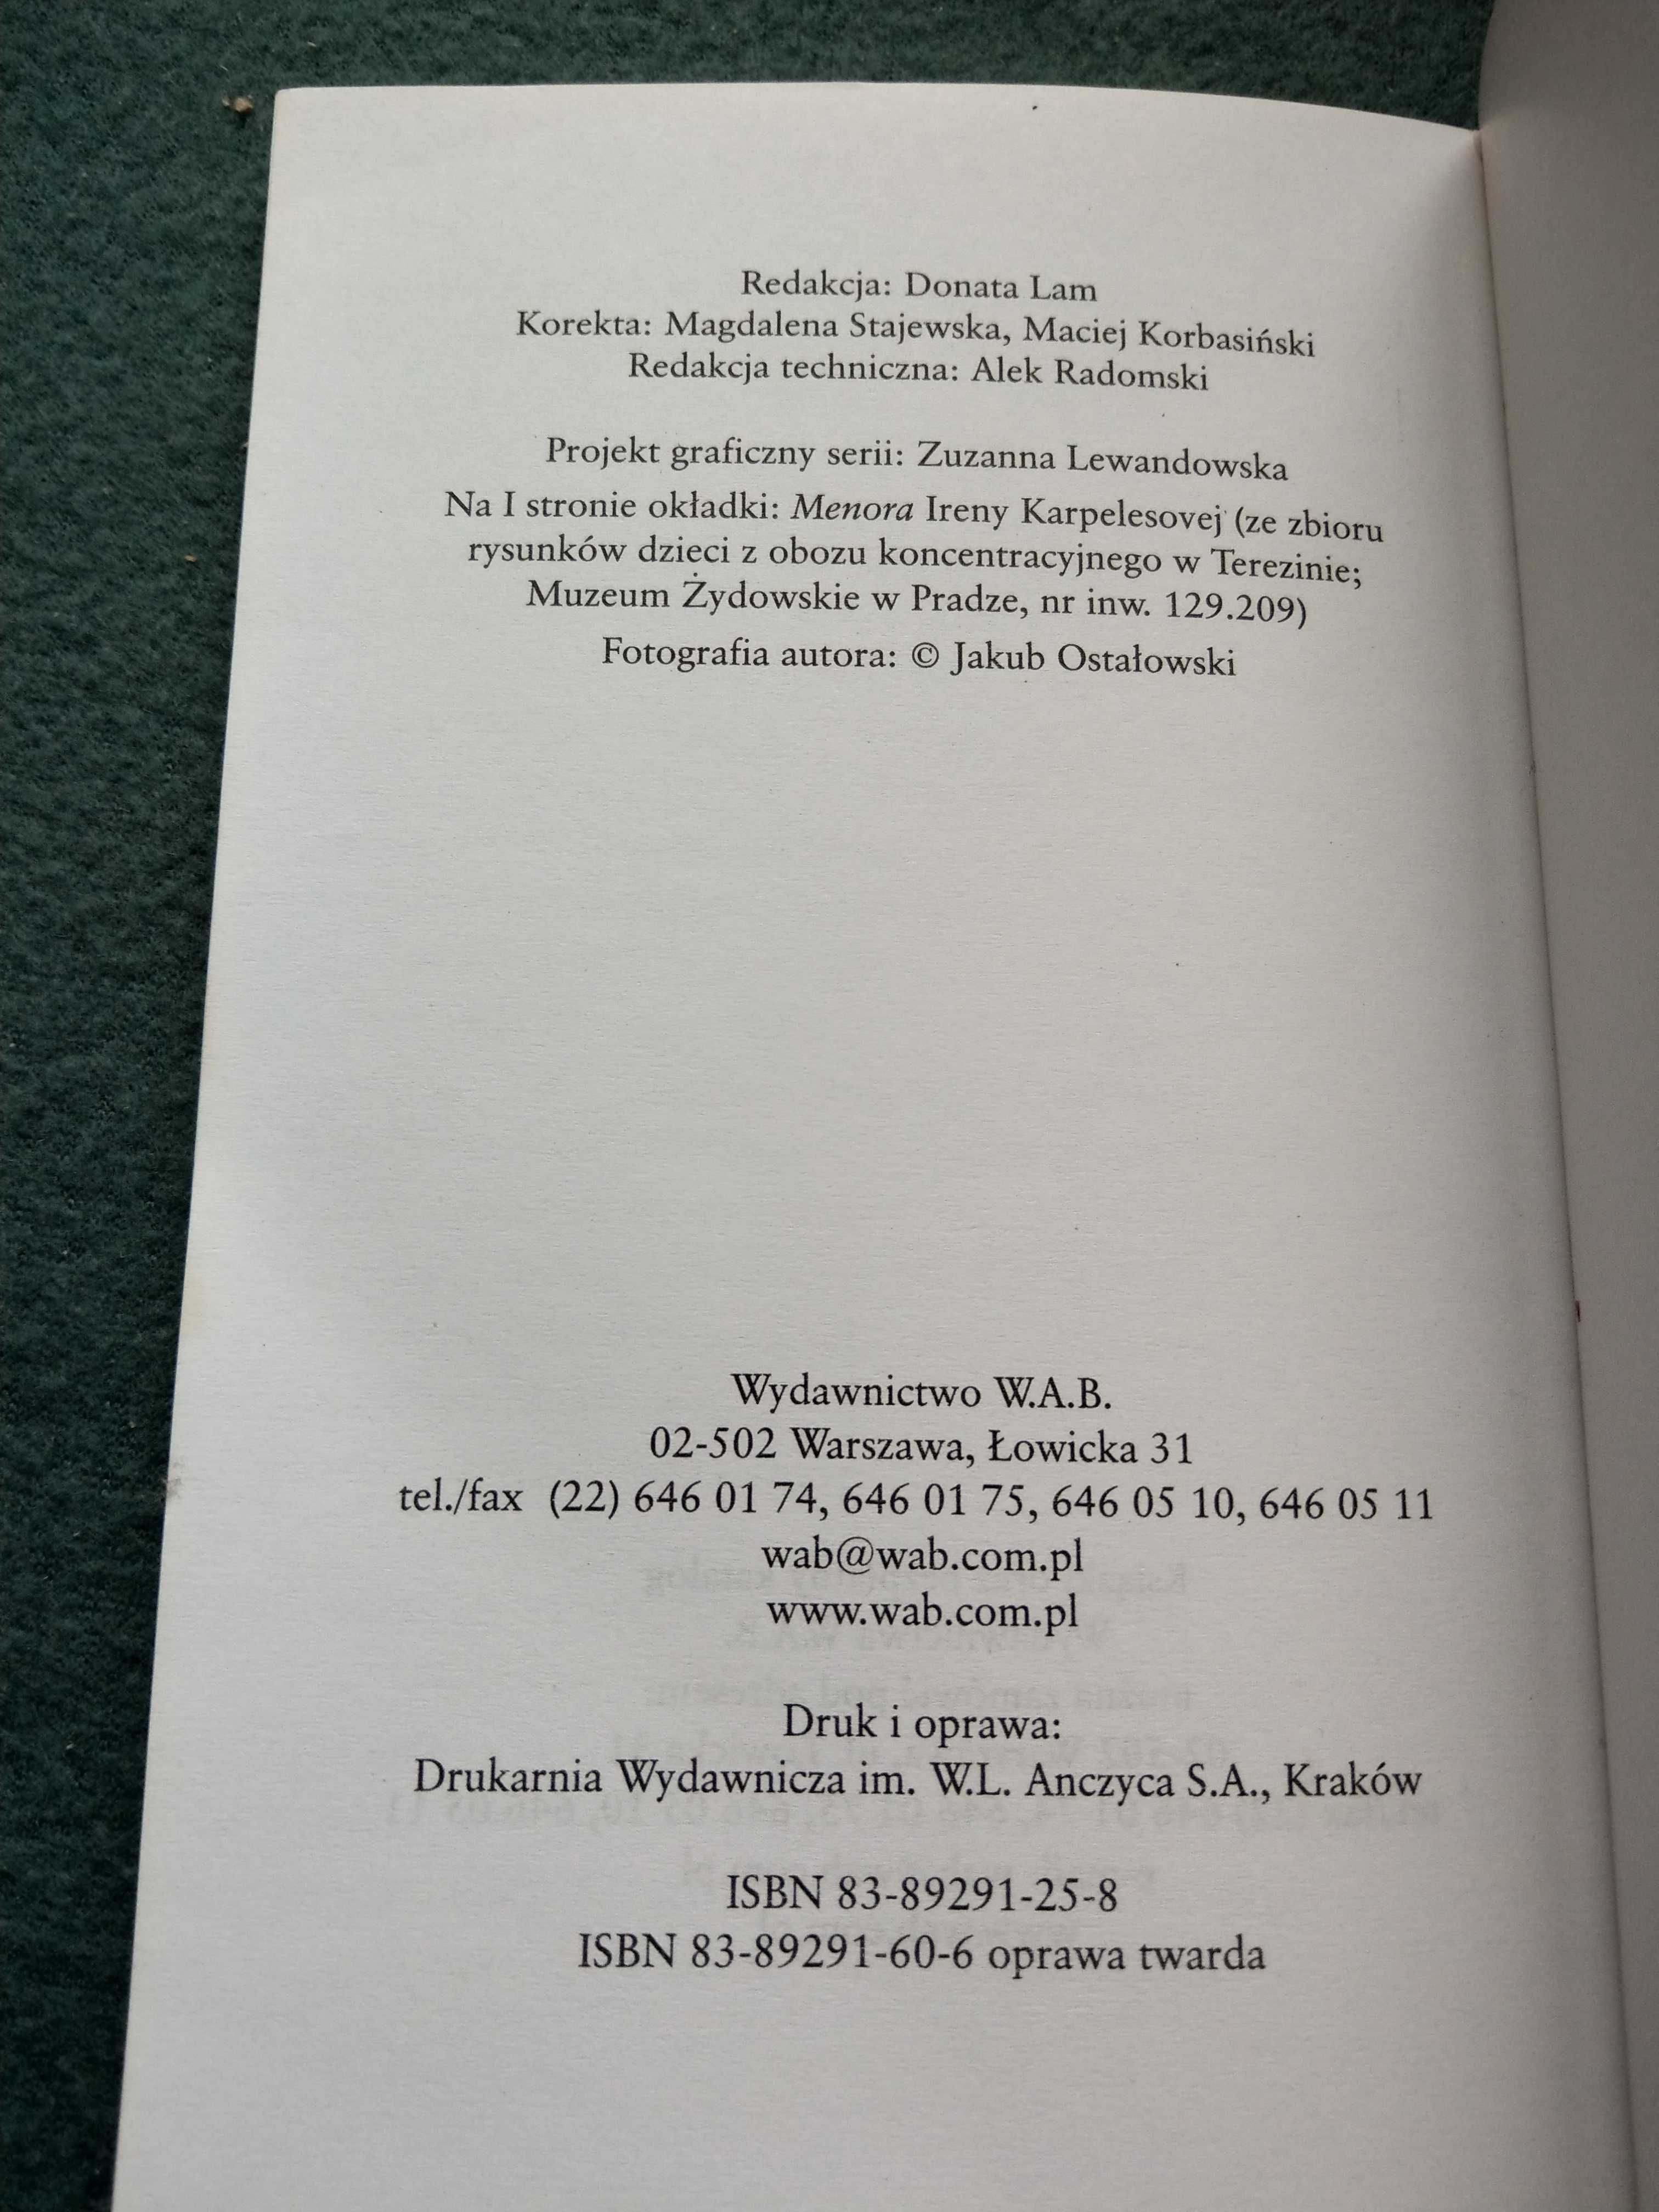 Redakcja: Donata Lam
Korekta: Magdalena Stajewska, Maciej Korbasiński
Redakcja techniczna: Alek Radomski
Projekt graficzny serii: Zuzanna Lewandowska
Na I stronie okładki: Menora Ireny Karpelesovej (ze zbioru
rysunków dzieci z obozu koncentracyjnego w Terezinie;
Muzeum Żydowskie w Pradze, nr inw. 129.209)
Fotografia autora: © Jakub Ostałowski
Wydawnictwo W.A.B.
02-502 Warszawa, Łowicka 31
tel./fax (22) 646 01 74, 646 01 75, 646 05 10, 646 05 11
wab@wab.com.pl
www.wab.com.pl
Druk i oprawa:
Drukarnia Wydawnicza im. W.L. Anczyca S.A., Kraków
ISBN 83-89291-25-8
ISBN 83-89291-60-6 oprawa twarda